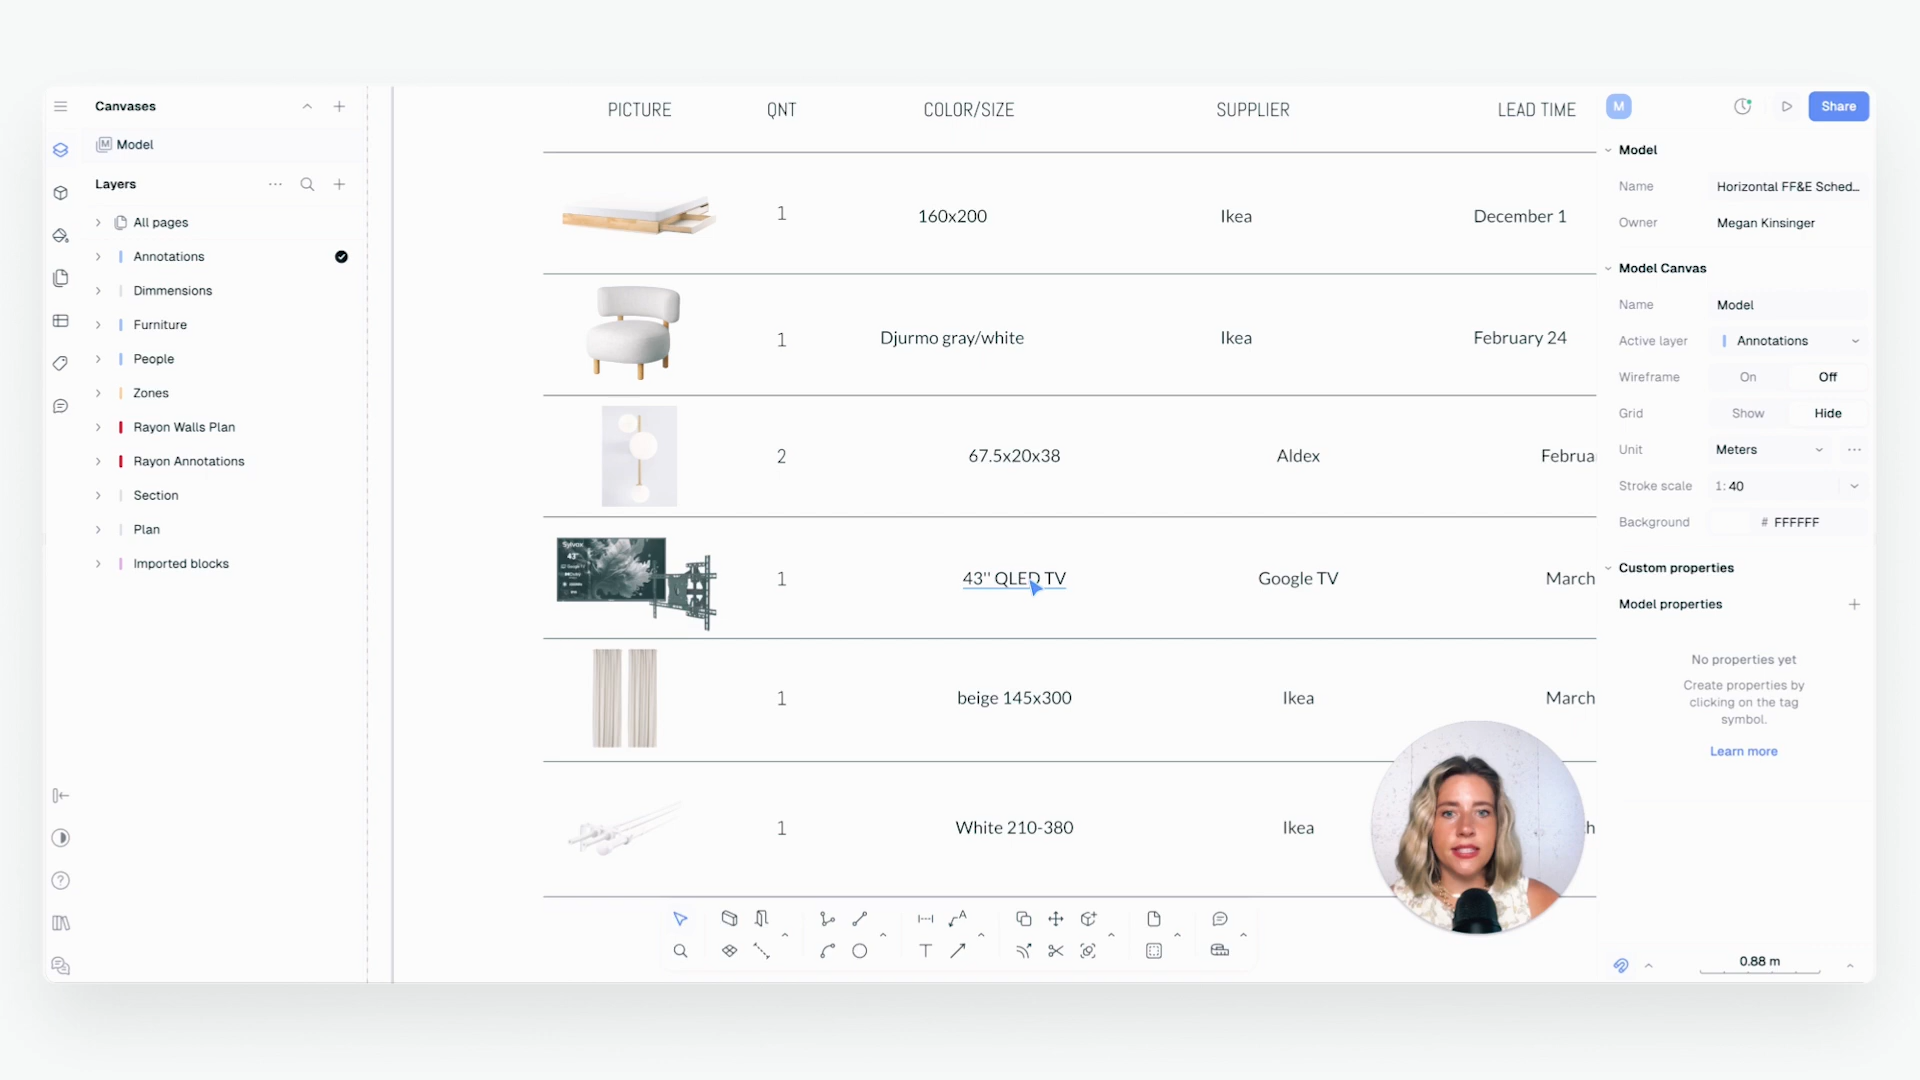 Canvases
Model
Layers
All pages
Annotations
Dimmensions
Furniture
People
Zones
Rayon Walls Plan
Rayon Annotations
Section
Plan
Imported blocks
PICTURE QNT COLOR/SIZE SUPPLIER LEAD TIME
1 160x200 Ikea December 1
1 Djurmo gray/white Ikea February 24
2 67.5x20x38 Aldex Februa
Sylvox
43"
Google TV
1 43'' QLED TV Google TV March
1 beige 145x300 Ikea March
1 White 210-380 Ikea h
M Share
Model
Name Horizontal FF&E Sched...
Owner Megan Kinsinger
Model Canvas
Name Model
Active layer Annotations
Wireframe On Off
Grid Show Hide
Unit Meters
Stroke scale 1: 40
Background # FFFFFF
Custom properties
Model properties
No properties yet
Create properties by
clicking on the tag
symbol.
Learn more
0.88 m